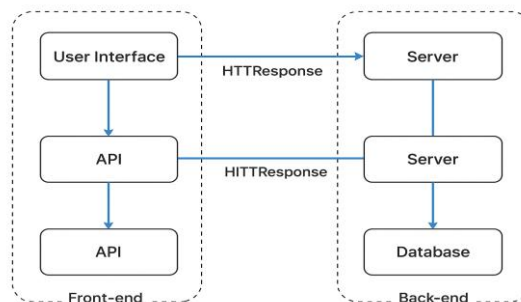 User Interface
Server
HTTResponse
API
Server
HITTResponse
API
Database
Front-end
Back-end